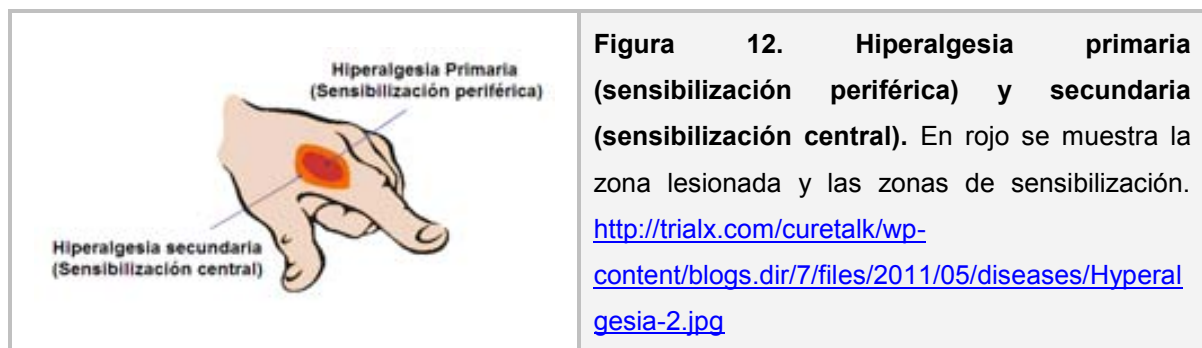 Hiperalgesia Primaria
(Sensibilización periférica)
Hiperalgesia secundaria
(Sensibilización central)
Figura 12. Hiperalgesia primaria
(sensibilización periférica) y secundaria
(sensibilización central). En rojo se muestra la
zona lesionada y las zonas de sensibilización.
http://trialx.com/curetalk/wp-
content/blogs.dir/7/files/2011/05/diseases/Hyperal
gesia-2.jpg